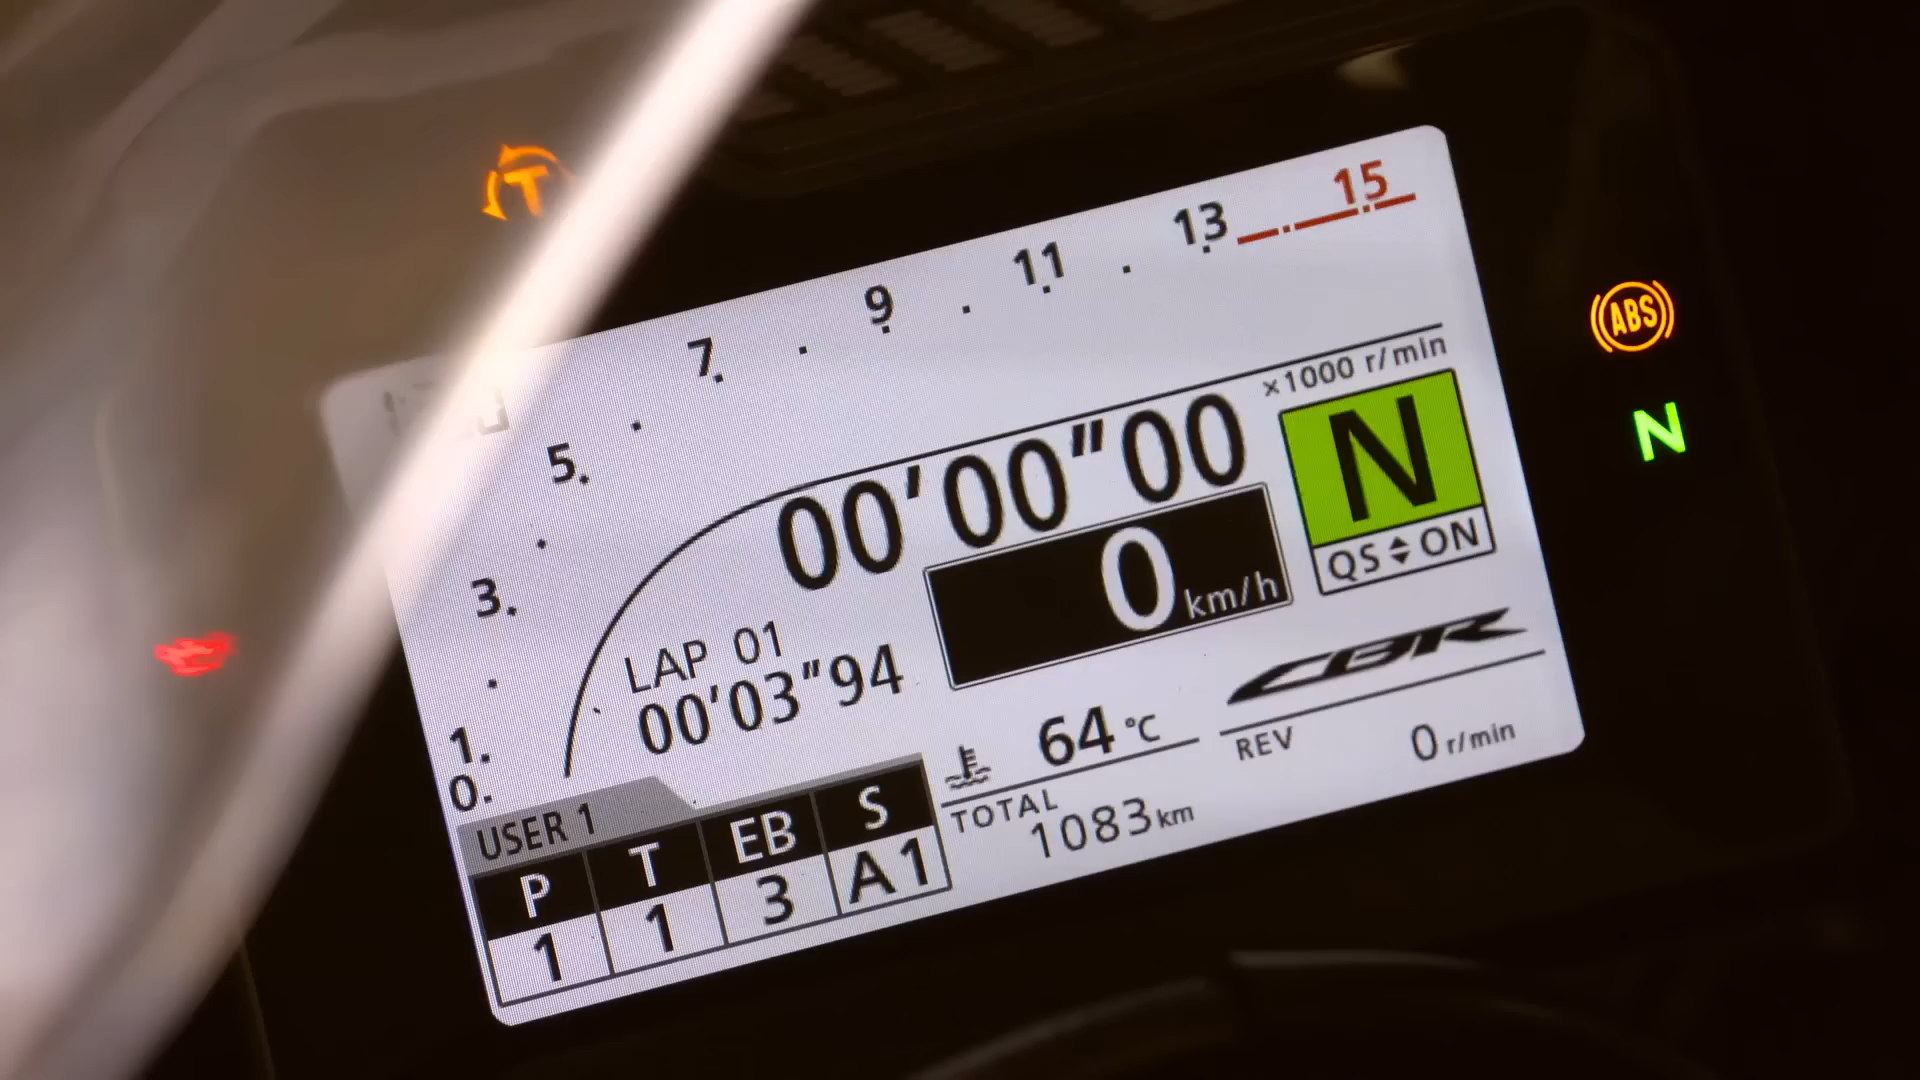 T
15
13
11
9
7
5
3
1
0
×1000 r/min
ABS
N
00'00"00
N
QS ON
0 km/h
LAP 01
00'03"94
CBR
64 °C
REV 0 r/min
TOTAL
1083 km
USER 1
P T EB S
1 1 3 A1